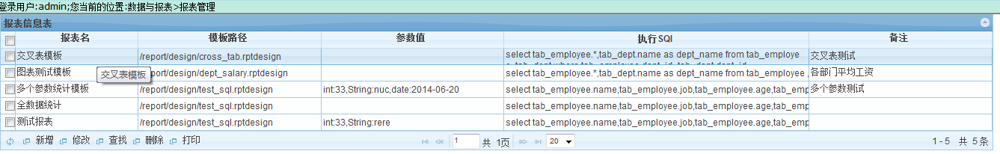 登录用户:admin;您当前的位置:数据与报表>报表管理
报表信息表
报表名 模板路径 参数值 执行SQl 备注
交叉表模板 /report/design/cross_tab.rptdesign select tab_employee.*,tab_dept.name as dept_name from tab_employe 交叉表测试
图表测试模板 /report/design/dept_salary.rptdesign select tab_employee.*,tab_dept.name as dept_name from tab_employee , 各部门平均工资
交叉表模板
多个参数统计模板 /report/design/test_sql.rptdesign int:33,String:nuc,date:2014-06-20 select tab_employee.name,tab_employee.job,tab_employee.age,tab_emp 多个参数测试
全数据统计 /report/design/test_sql.rptdesign select tab_employee.name,tab_employee.job,tab_employee.age,tab_emp
测试报表 /report/design/test_sql.rptdesign int:33,String:rere select tab_employee.name,tab_employee.job,tab_employee.age,tab_emp
新增 修改 查找 删除 打印 1 共 1页 20 1 - 5 共 5 条